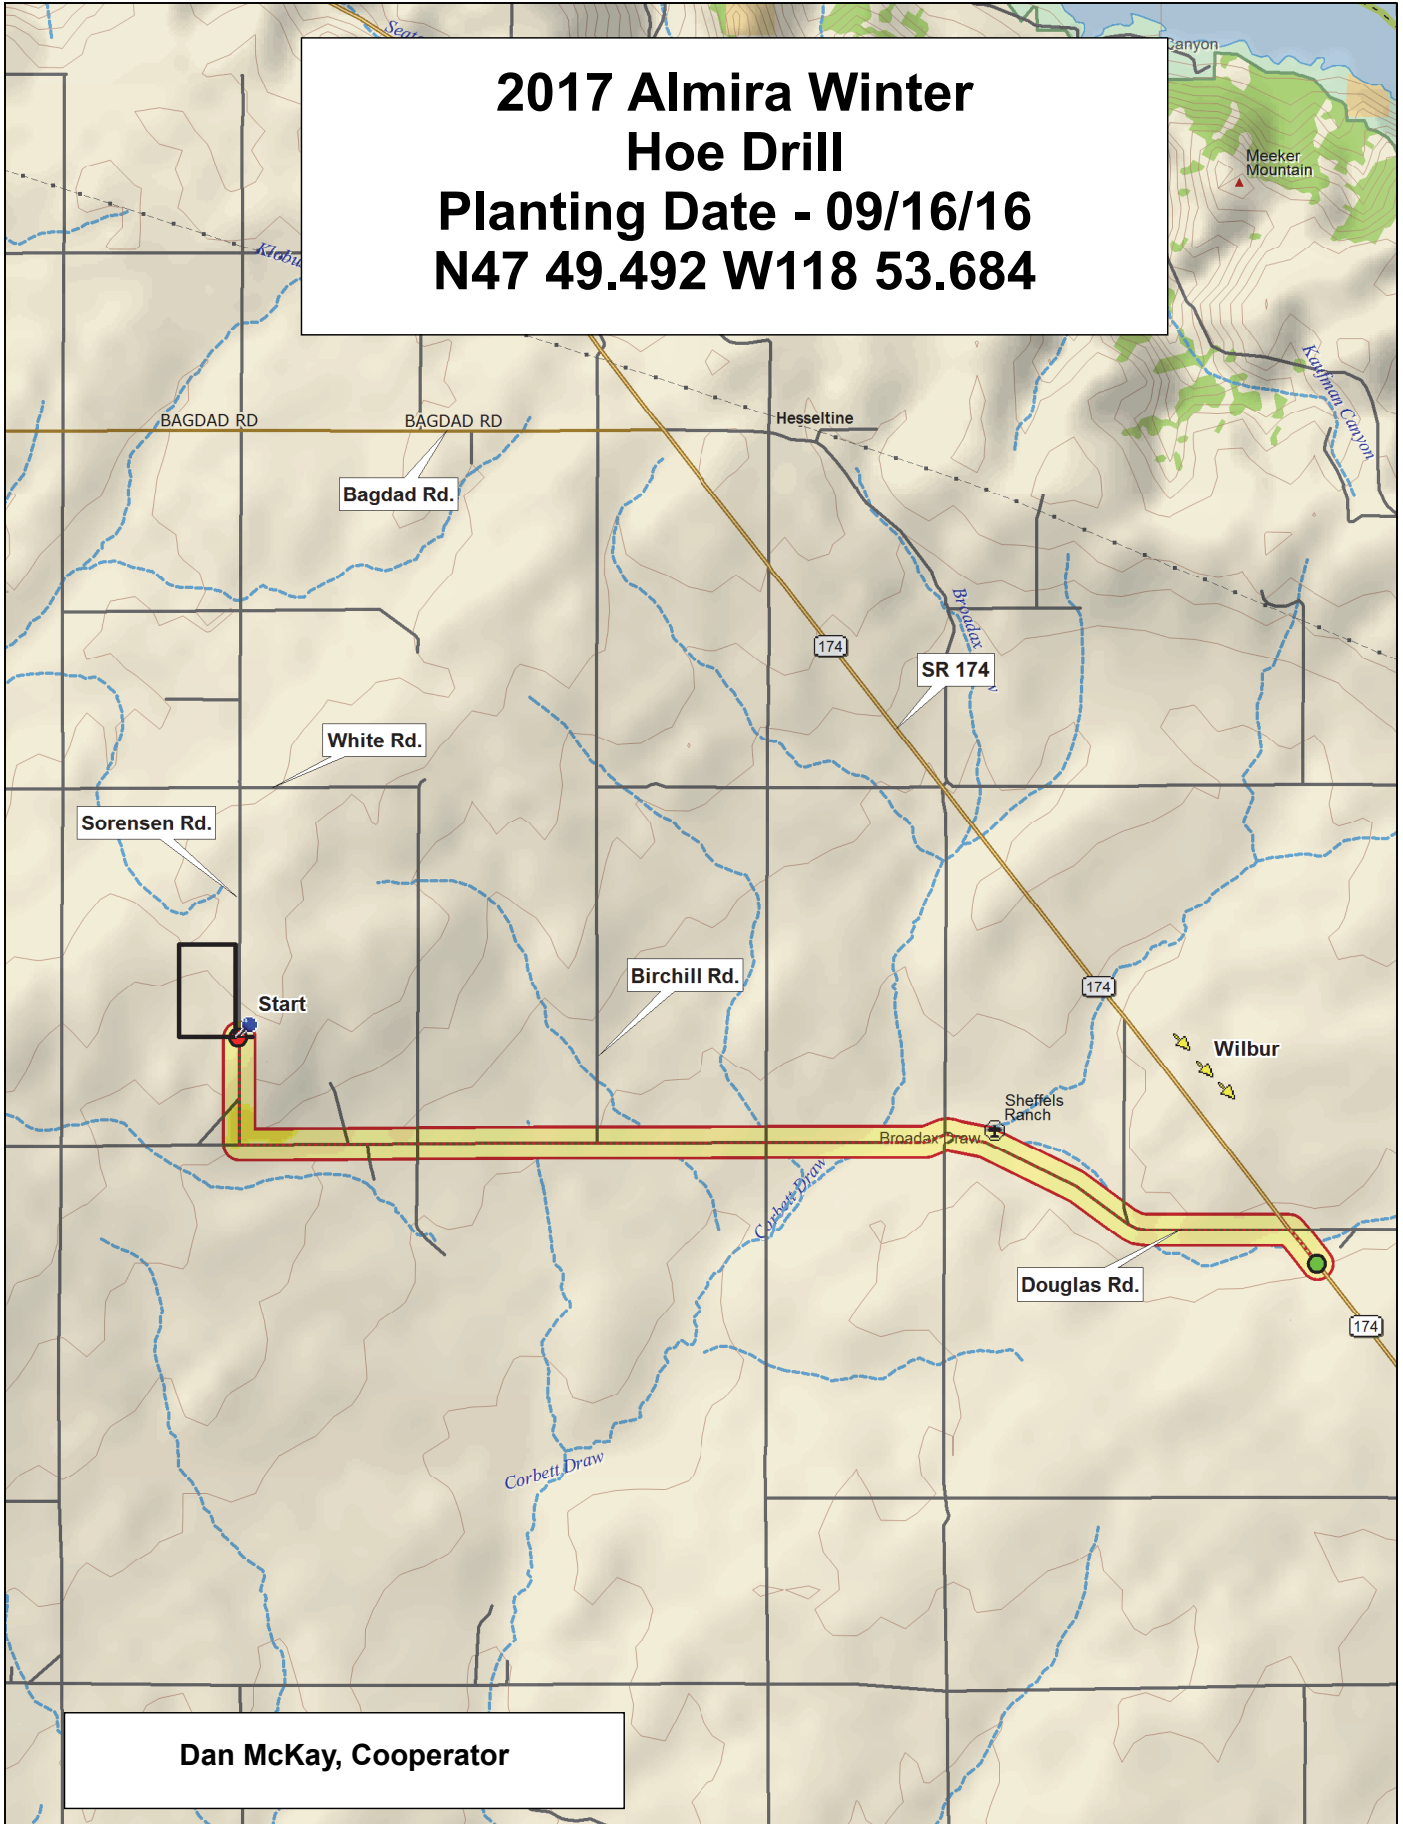 Canyon
2017 Almira Winter
Hoe Drill
Planting Date - 09/16/16
N47 49.492 W118 53.684
Meeker
Mountain
Kaufman Canyon
BAGDAD RD
BAGDAD RD
Hesseltine
Bagdad Rd.
Broadax
174
SR 174
White Rd.
Sorensen Rd.
Birchill Rd.
174
Start
Wilbur
Sheffels
Ranch
Broadax Draw
Corbett Draw
Douglas Rd.
174
Corbett Draw
Dan McKay, Cooperator